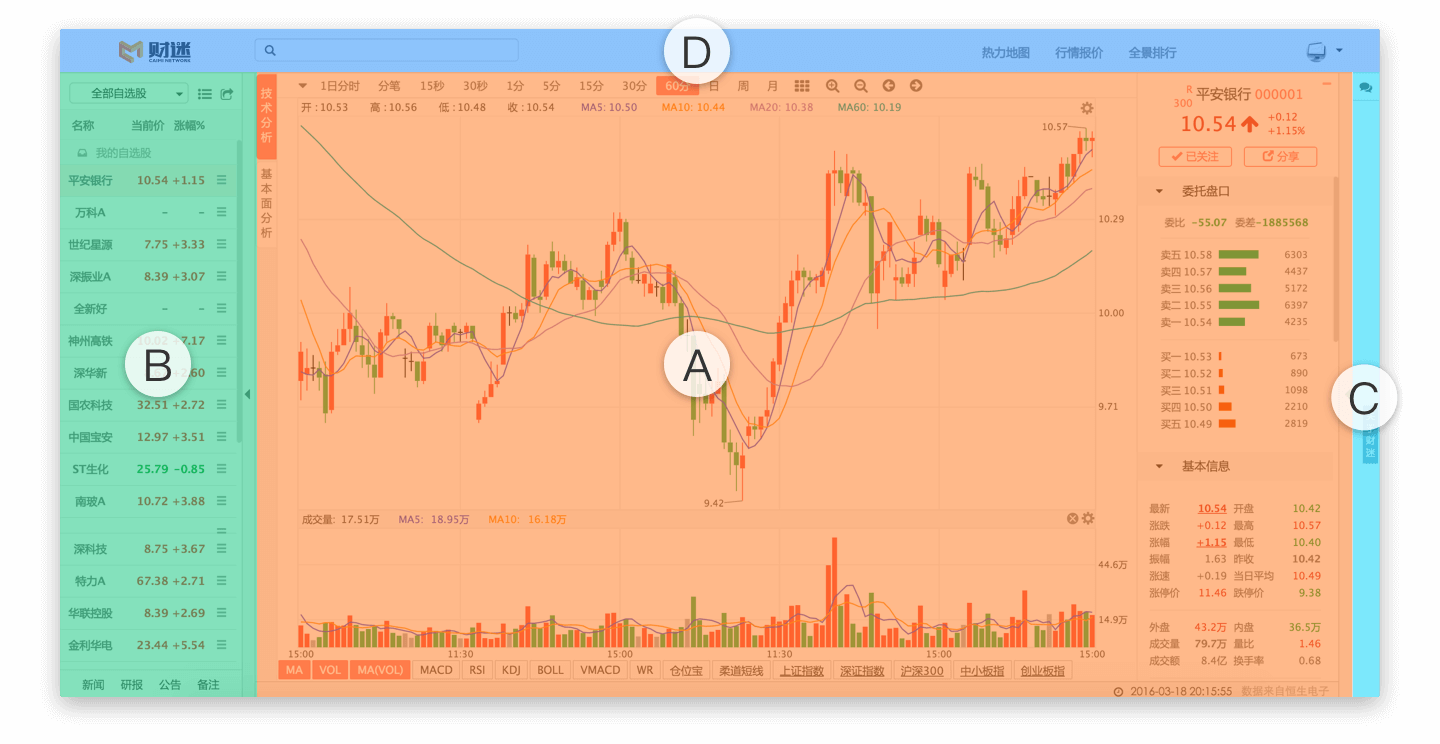 财迷
CAIMI NETWORK
热力地图 行情报价 全景排行
D
全部自选股
名称 当前价 涨幅%
我的自选股
平安银行 10.54 +1.15
万科A – –
世纪星源 7.75 +3.33
深振业A 8.39 +3.07
全新好 – –
神州高铁 10.02 +7.17
深华新 60
国农科技 32.51 +2.72
中国宝安 12.97 +3.51
ST生化 25.79 -0.85
南玻A 10.72 +3.88
深科技 8.75 +3.67
特力A 67.38 +2.71
华联控股 8.39 +2.69
金利华电 23.44 +5.54
新闻 研报 公告 备注
B
技术分析
基本面分析
1日分时 分笔 15秒 30秒 1分 5分 15分 30分 60分 日 周 月
开:10.53 高:10.56 低:10.48 收:10.54 MA5: 10.50 MA10: 10.44 MA20: 10.38 MA60: 10.19
10.57
10.29
10.00
9.71
9.42
A
成交量: 17.51万 MA5: 18.95万 MA10: 16.18万
44.6万
14.9万
15:00 11:30 15:00 11:30 15:00 15:00
MA VOL MA(VOL) MACD RSI KDJ BOLL VMACD WR 仓位宝 柔道短线 上证指数 深证指数 沪深300 中小板指 创业板指
R
300 平安银行 000001
10.54 +0.12
+1.15%
已关注 分享
委托盘口
委比 -55.07 委差-1885568
卖五 10.58 6303
卖四 10.57 4437
卖三 10.56 5172
卖二 10.55 6397
卖一 10.54 4235
买一 10.53 673
买二 10.52 890
买三 10.51 1098
买四 10.50 2210
买五 10.49 2819
基本信息
最新 10.54 开盘 10.42
涨跌 +0.12 最高 10.57
涨幅 +1.15 最低 10.40
振幅 1.63 昨收 10.42
涨速 +0.19 当日平均 10.49
涨停价 11.46 跌停价 9.38
外盘 43.2万 内盘 36.5万
成交量 79.7万 量比 1.46
成交额 8.4亿 换手率 0.68
2016-03-18 20:15:55 数据来自恒生电子
C
财迷